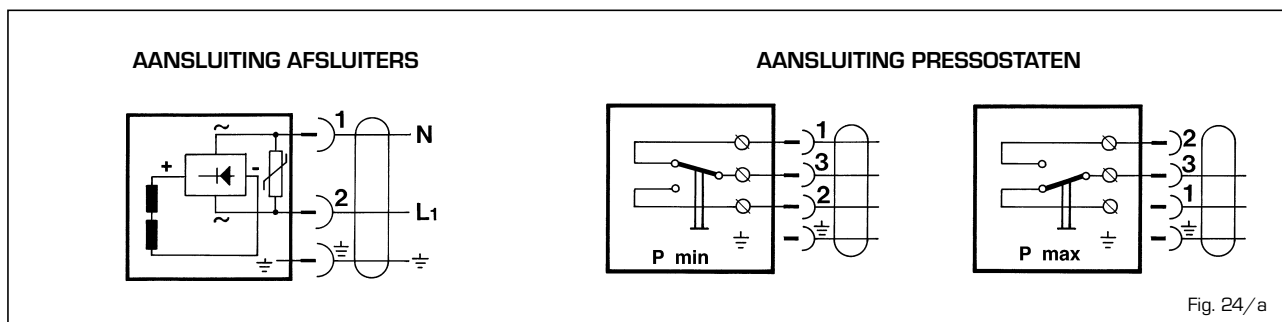 AANSLUITING AFSLUITERS
AANSLUITING PRESSOSTATEN
~
+
-
~
1
N
2
L1
1
3
2
P min
2
3
1
P max
Fig. 24/a